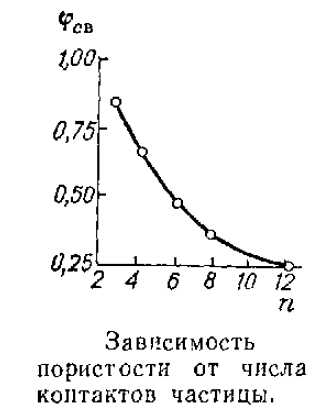 φсв
1,00
0,75
0,50
0,25
2 4 6 8 10 12
n
Зависимость
пористости от числа
контактов частицы.